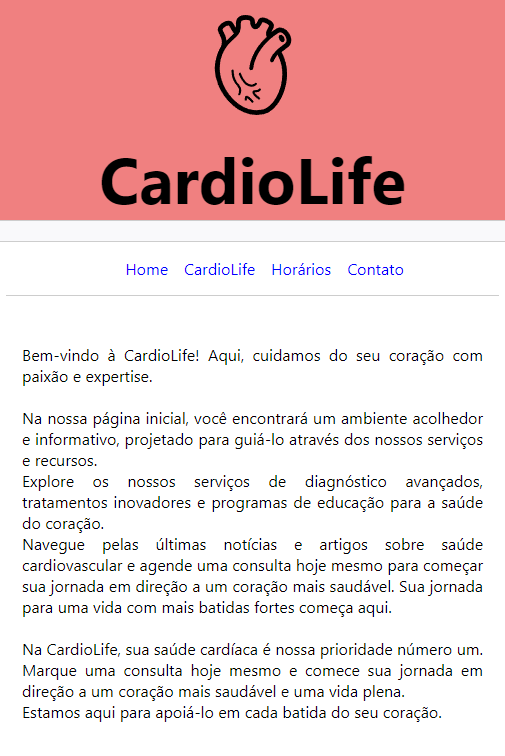 CardioLife
Home CardioLife Horários Contato
Bem-vindo à CardioLife! Aqui, cuidamos do seu coração com
paixão e expertise.
Na nossa página inicial, você encontrará um ambiente acolhedor
e informativo, projetado para guiá-lo através dos nossos serviços
e recursos.
Explore os nossos serviços de diagnóstico avançados,
tratamentos inovadores e programas de educação para a saúde
do coração.
Navegue pelas últimas notícias e artigos sobre saúde
cardiovascular e agende uma consulta hoje mesmo para começar
sua jornada em direção a um coração mais saudável. Sua jornada
para uma vida com mais batidas fortes começa aqui.
Na CardioLife, sua saúde cardíaca é nossa prioridade número um.
Marque uma consulta hoje mesmo e comece sua jornada em
direção a um coração mais saudável e uma vida plena.
Estamos aqui para apoiá-lo em cada batida do seu coração.